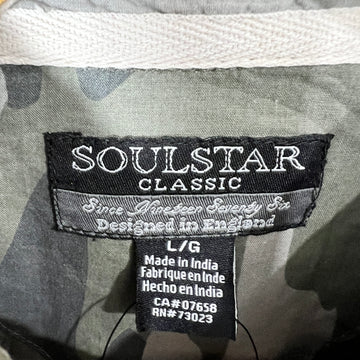 SOULSTAR
CLASSIC
Since Nineteen Seventy Six
Designed in England
L/G
Made in India
Fabrique en Inde
Hecho en India
CA#07658
RN#73023